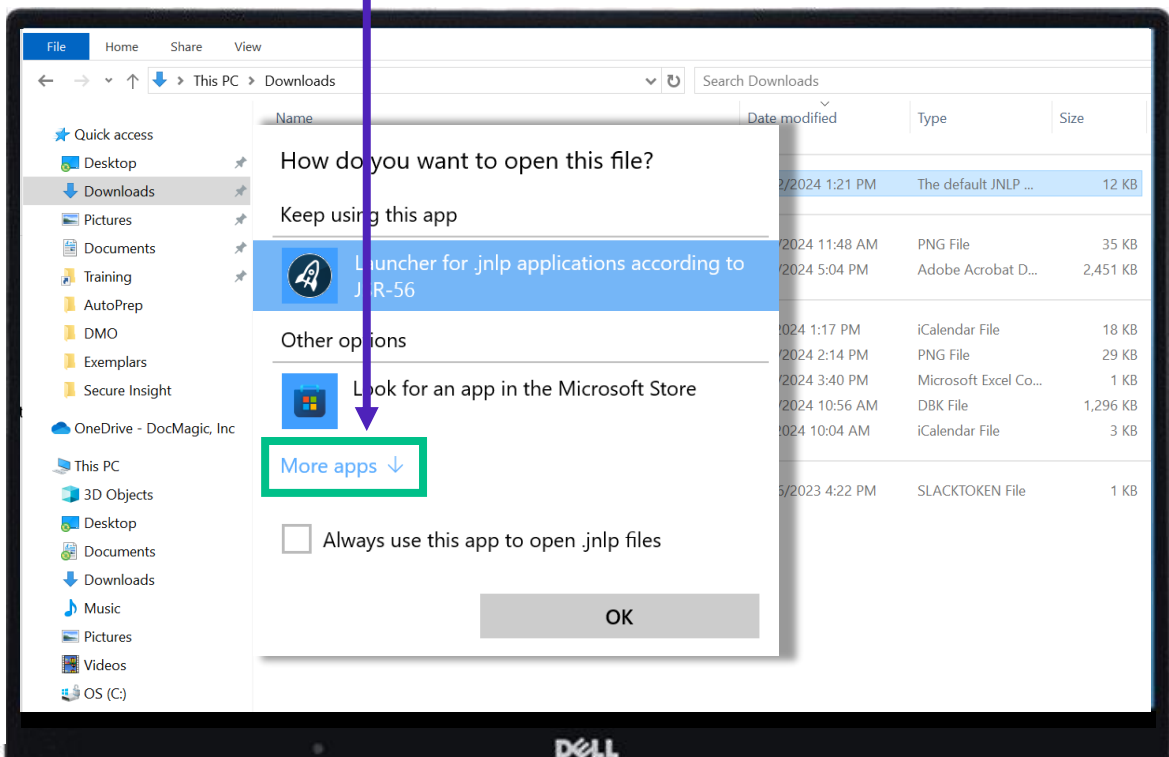 File Home Share View
This PC > Downloads
Search Downloads
Name Date modified Type Size
Quick access
Desktop
Downloads
Pictures
Documents
Training
AutoPrep
DMO
Exemplars
Secure Insight
OneDrive - DocMagic, Inc
This PC
3D Objects
Desktop
Documents
Downloads
Music
Pictures
Videos
OS (C:)
How do you want to open this file?
Keep using this app
Launcher for .jnlp applications according to
JSR-56
Other options
Look for an app in the Microsoft Store
More apps ↓
Always use this app to open .jnlp files
OK
2/2024 1:21 PM The default JNLP ... 12 KB
/2024 11:48 AM PNG File 35 KB
/2024 5:04 PM Adobe Acrobat D... 2,451 KB
2024 1:17 PM iCalendar File 18 KB
/2024 2:14 PM PNG File 29 KB
/2024 3:40 PM Microsoft Excel Co... 1 KB
/2024 10:56 AM DBK File 1,296 KB
2024 10:04 AM iCalendar File 3 KB
5/2023 4:22 PM SLACKTOKEN File 1 KB
DELL